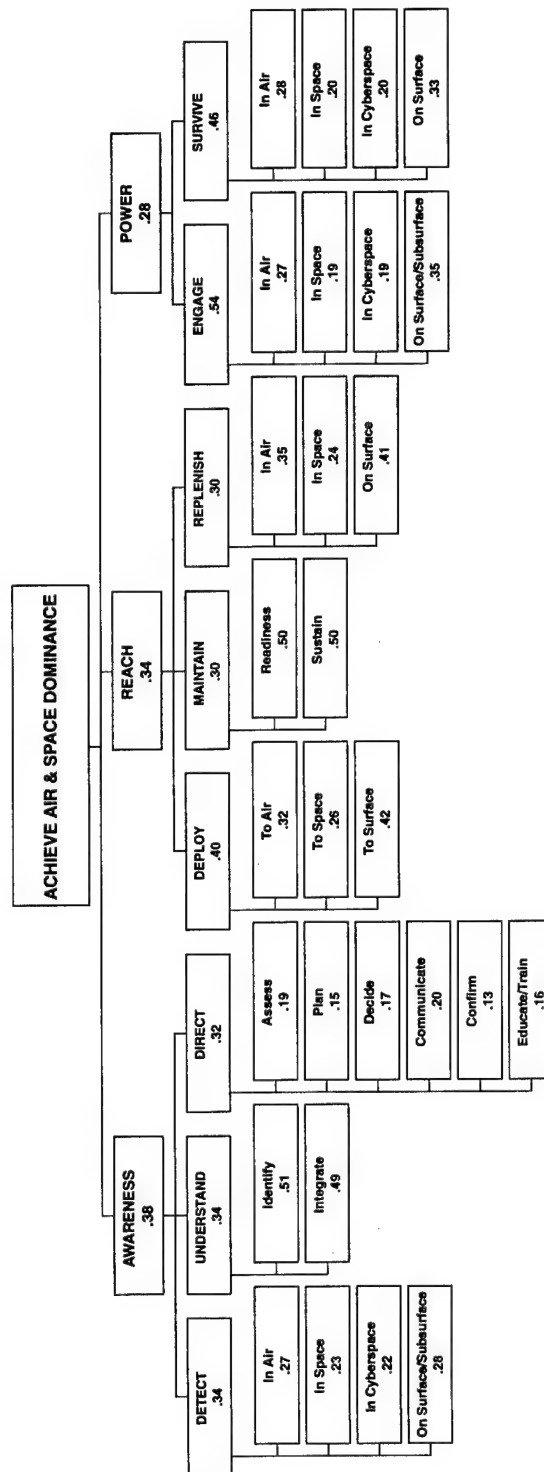 ACHIEVE AIR & SPACE DOMINANCE
AWARENESS
.38
REACH
.34
POWER
.28
DETECT
.34
UNDERSTAND
.34
DIRECT
.32
DEPLOY
.40
MAINTAIN
.30
REPLENISH
.30
ENGAGE
.54
SURVIVE
.46
In Air
.27
In Space
.23
In Cyberspace
.22
On Surface/Subsurface
.28
Identify
.51
Integrate
.49
Assess
.19
Plan
.15
Decide
.17
Communicate
.20
Confirm
.13
Educate/Train
.16
To Air
.32
To Space
.26
To Surface
.42
Readiness
.50
Sustain
.50
In Air
.35
In Space
.24
On Surface
.41
In Air
.27
In Space
.19
In Cyberspace
.19
On Surface/Subsurface
.35
In Air
.28
In Space
.20
In Cyberspace
.20
On Surface
.33